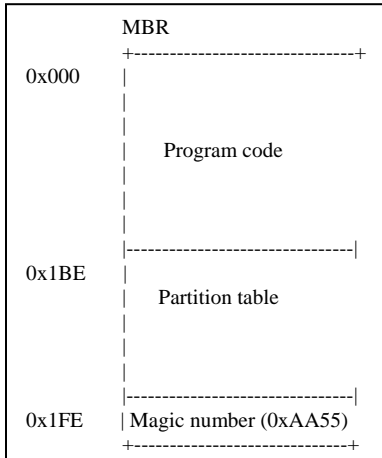 MBR
+-------------------------------+
0x000 |
|
| Program code
|
|
|
|-------------------------------|
0x1BE |
| Partition table
|
|
|-------------------------------|
0x1FE | Magic number (0xAA55)
+-------------------------------+